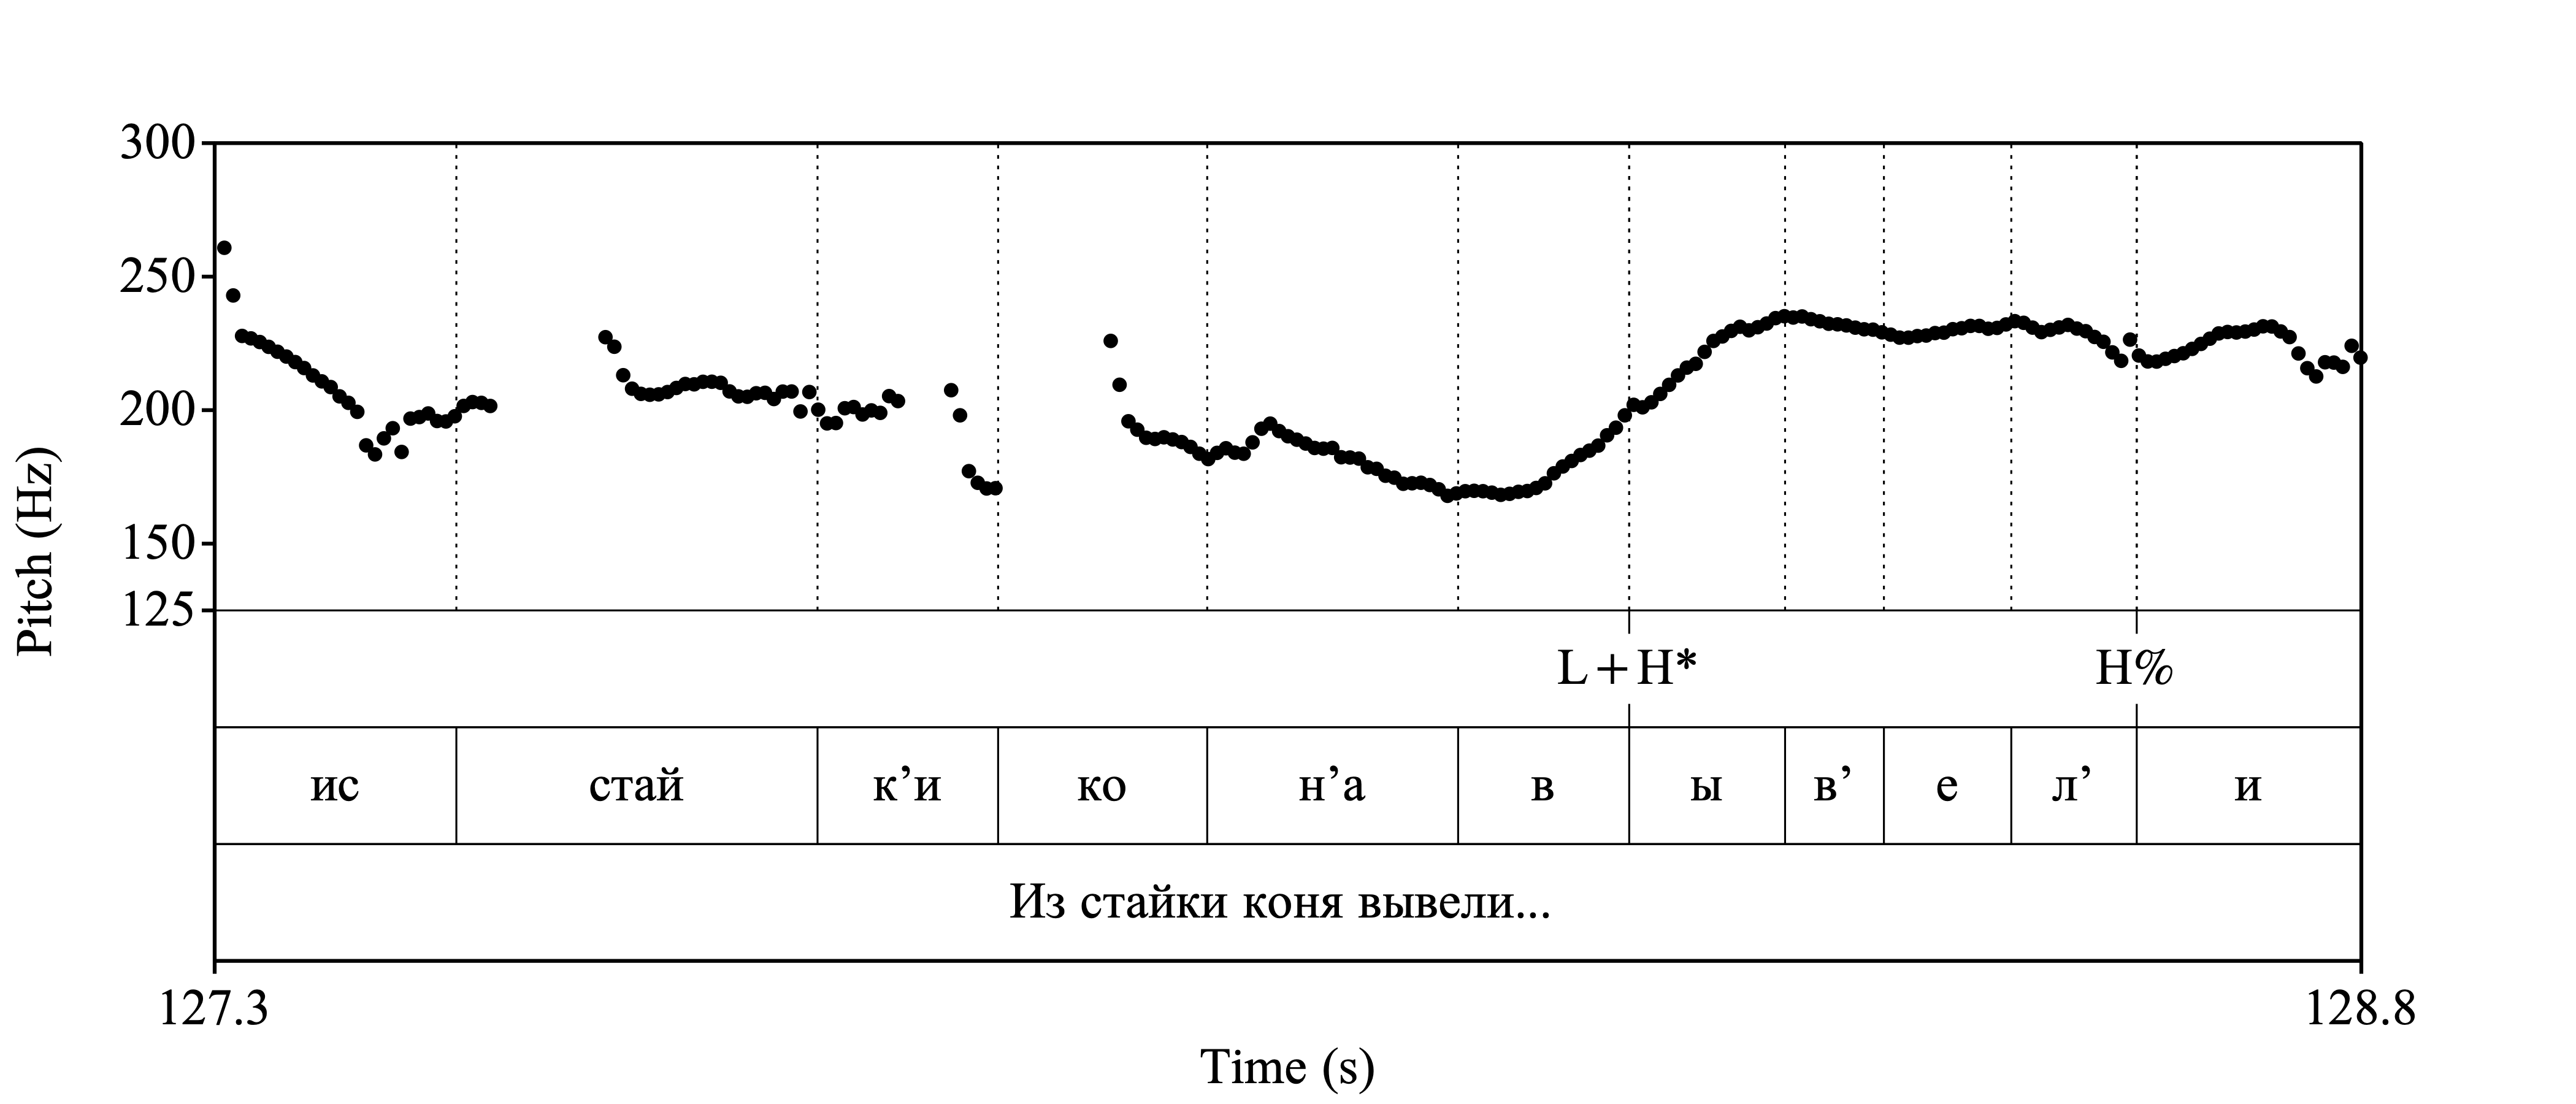 300
250
200
150
125
Pitch (Hz)
L+H* H%
ис стай к’и ко н’а в ы в’ е л’ и
Из стайки коня вывели...
127.3 128.8
Time (s)